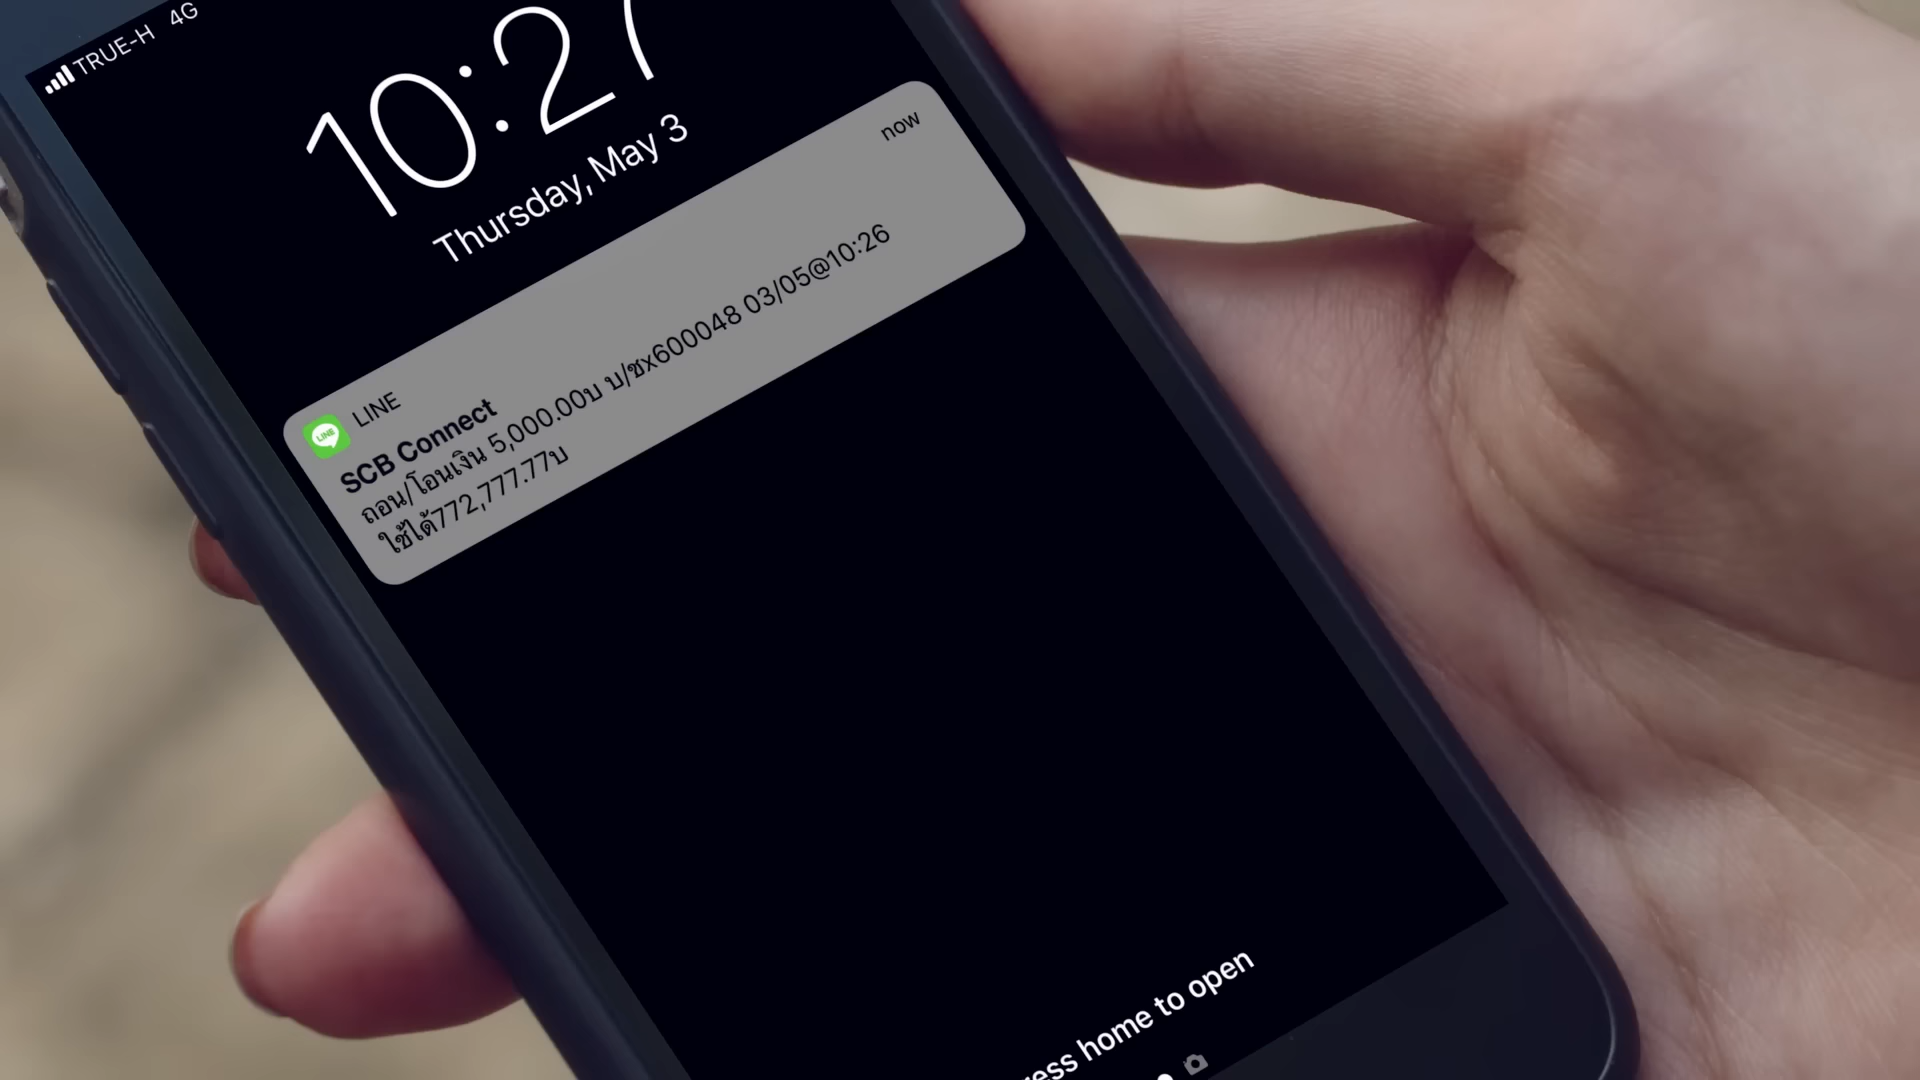 TRUE-H 4G
10:27
Thursday, May 3
LINE
LINE now
SCB Connect
ถอน/โอนเงิน 5,000.00บ บ/ชx600048 03/05@10:26
ใช้ได้772,777.77บ
home to open